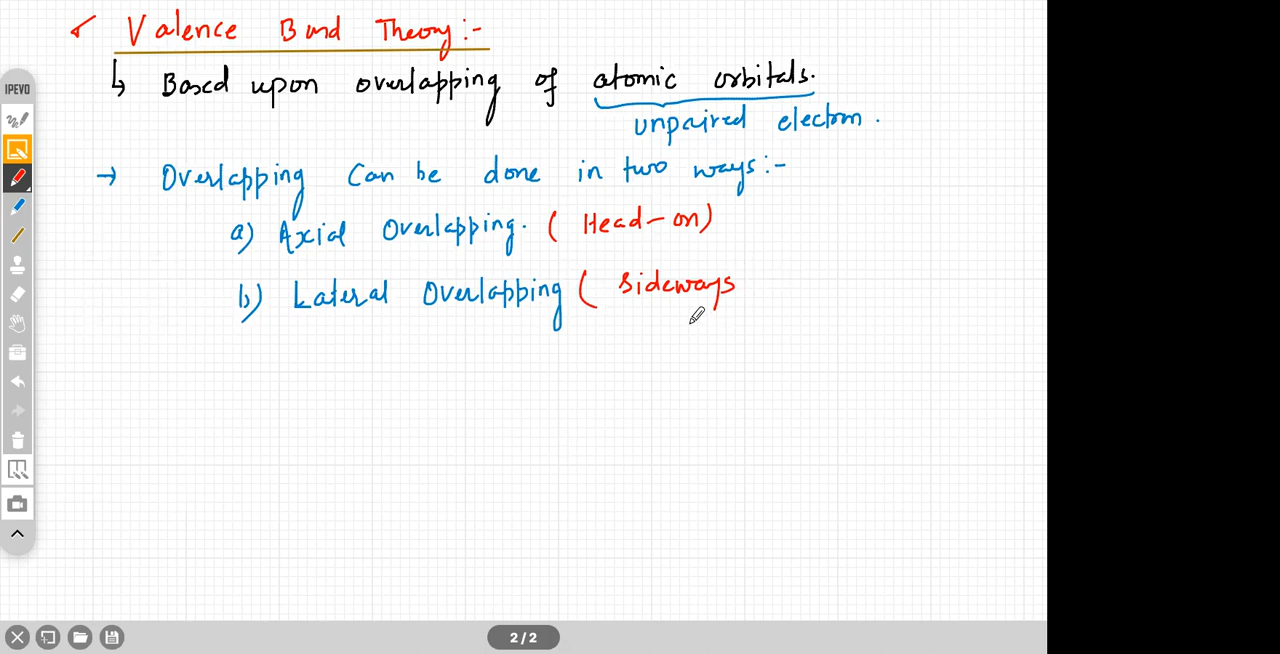 IPEVO
Valence Bond Theory:-
↳ Based upon overlapping of atomic orbitals.
unpaired electron.
→ Overlapping can be done in two ways:-
a) Axial Overlapping. (Head-on)
b) Lateral Overlapping (Sideways
2/2